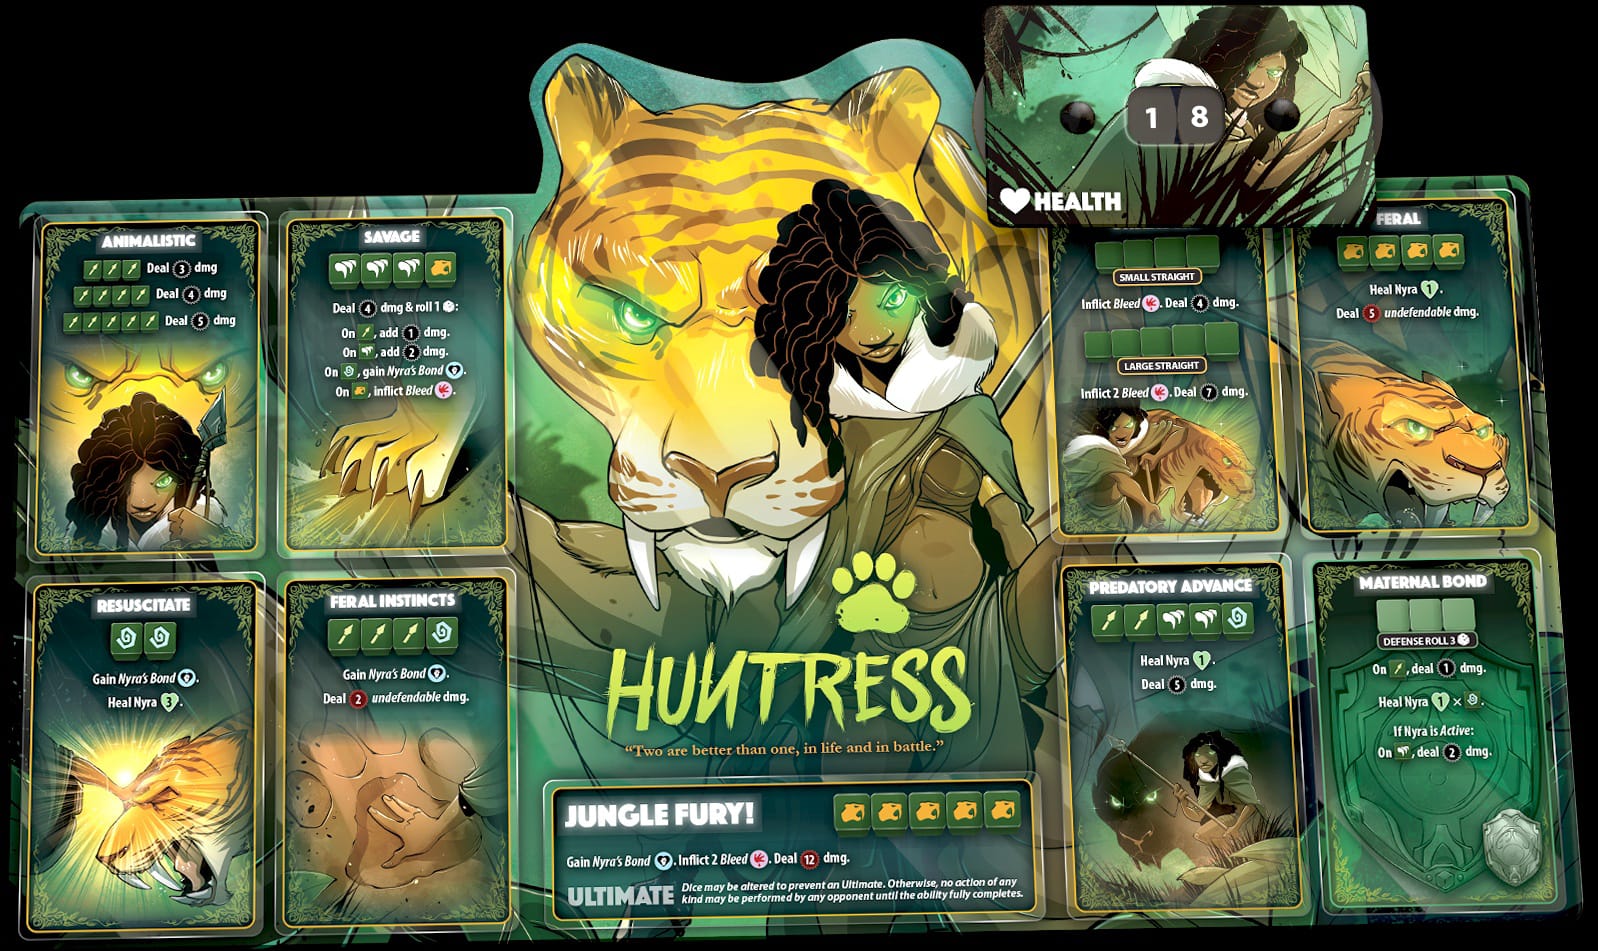 1 8
HEALTH
ANIMALISTIC
Deal 3 dmg
Deal 4 dmg
Deal 5 dmg
SAVAGE
Deal 4 dmg & roll 1 :
On , add 1 dmg.
On , add 2 dmg.
On , gain Nyra's Bond .
On , inflict Bleed .
SMALL STRAIGHT
Inflict Bleed . Deal 4 dmg.
LARGE STRAIGHT
Inflict 2 Bleed . Deal 7 dmg.
FERAL
Heal Nyra 1 .
Deal 5 undefendable dmg.
RESUSCITATE
Gain Nyra's Bond .
Heal Nyra 3 .
FERAL INSTINCTS
Gain Nyra's Bond .
Deal 2 undefendable dmg.
HUNTRESS
“Two are better than one, in life and in battle.”
JUNGLE FURY!
Gain Nyra's Bond . Inflict 2 Bleed . Deal 12 dmg.
ULTIMATE
Dice may be altered to prevent an Ultimate. Otherwise, no action of any
kind may be performed by any opponent until the ability fully completes.
PREDATORY ADVANCE
Heal Nyra 1 .
Deal 5 dmg.
MATERNAL BOND
DEFENSE ROLL 3
On , deal 1 dmg.
Heal Nyra 1 × .
If Nyra is Active:
On , deal 2 dmg.